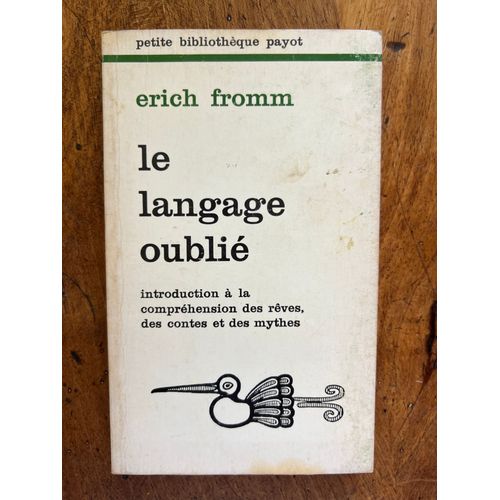 petite bibliothèque payot
erich fromm
le
langage
oublié
introduction à la
compréhension des rêves,
des contes et des mythes